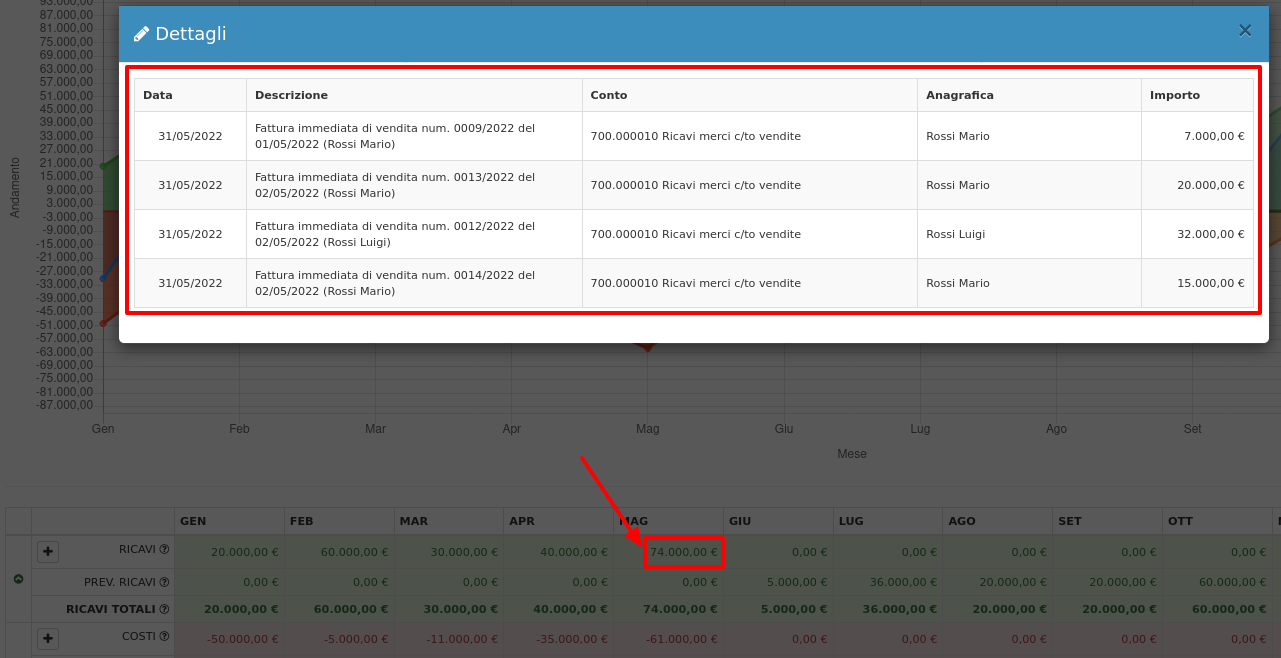 93.000,00
87.000,00
81.000,00
75.000,00
69.000,00
63.000,00
57.000,00
51.000,00
45.000,00
39.000,00
33.000,00
27.000,00
21.000,00
15.000,00
9.000,00
3.000,00
-3.000,00
-9.000,00
-15.000,00
-21.000,00
-27.000,00
-33.000,00
-39.000,00
-45.000,00
-51.000,00
-57.000,00
-63.000,00
-69.000,00
-75.000,00
-81.000,00
-87.000,00
Andamento
Dettagli ×
Data Descrizione Conto Anagrafica Importo
31/05/2022 Fattura immediata di vendita num. 0009/2022 del 700.000010 Ricavi merci c/to vendite Rossi Mario 7.000,00 €
01/05/2022 (Rossi Mario)
31/05/2022 Fattura immediata di vendita num. 0013/2022 del 700.000010 Ricavi merci c/to vendite Rossi Mario 20.000,00 €
02/05/2022 (Rossi Mario)
31/05/2022 Fattura immediata di vendita num. 0012/2022 del 700.000010 Ricavi merci c/to vendite Rossi Luigi 32.000,00 €
02/05/2022 (Rossi Luigi)
31/05/2022 Fattura immediata di vendita num. 0014/2022 del 700.000010 Ricavi merci c/to vendite Rossi Mario 15.000,00 €
02/05/2022 (Rossi Mario)
Gen Feb Mar Apr Mag Giu Lug Ago Set
Mese
GEN FEB MAR APR MAG GIU LUG AGO SET OTT
RICAVI 20.000,00 € 60.000,00 € 30.000,00 € 40.000,00 € 74.000,00 € 0,00 € 0,00 € 0,00 € 0,00 € 0,00 €
PREV. RICAVI 0,00 € 0,00 € 0,00 € 0,00 € 0,00 € 5.000,00 € 36.000,00 € 20.000,00 € 20.000,00 € 60.000,00 €
RICAVI TOTALI 20.000,00 € 60.000,00 € 30.000,00 € 40.000,00 € 74.000,00 € 5.000,00 € 36.000,00 € 20.000,00 € 20.000,00 € 60.000,00 €
COSTI -50.000,00 € -5.000,00 € -11.000,00 € -35.000,00 € -61.000,00 € 0,00 € 0,00 € 0,00 € 0,00 € 0,00 €